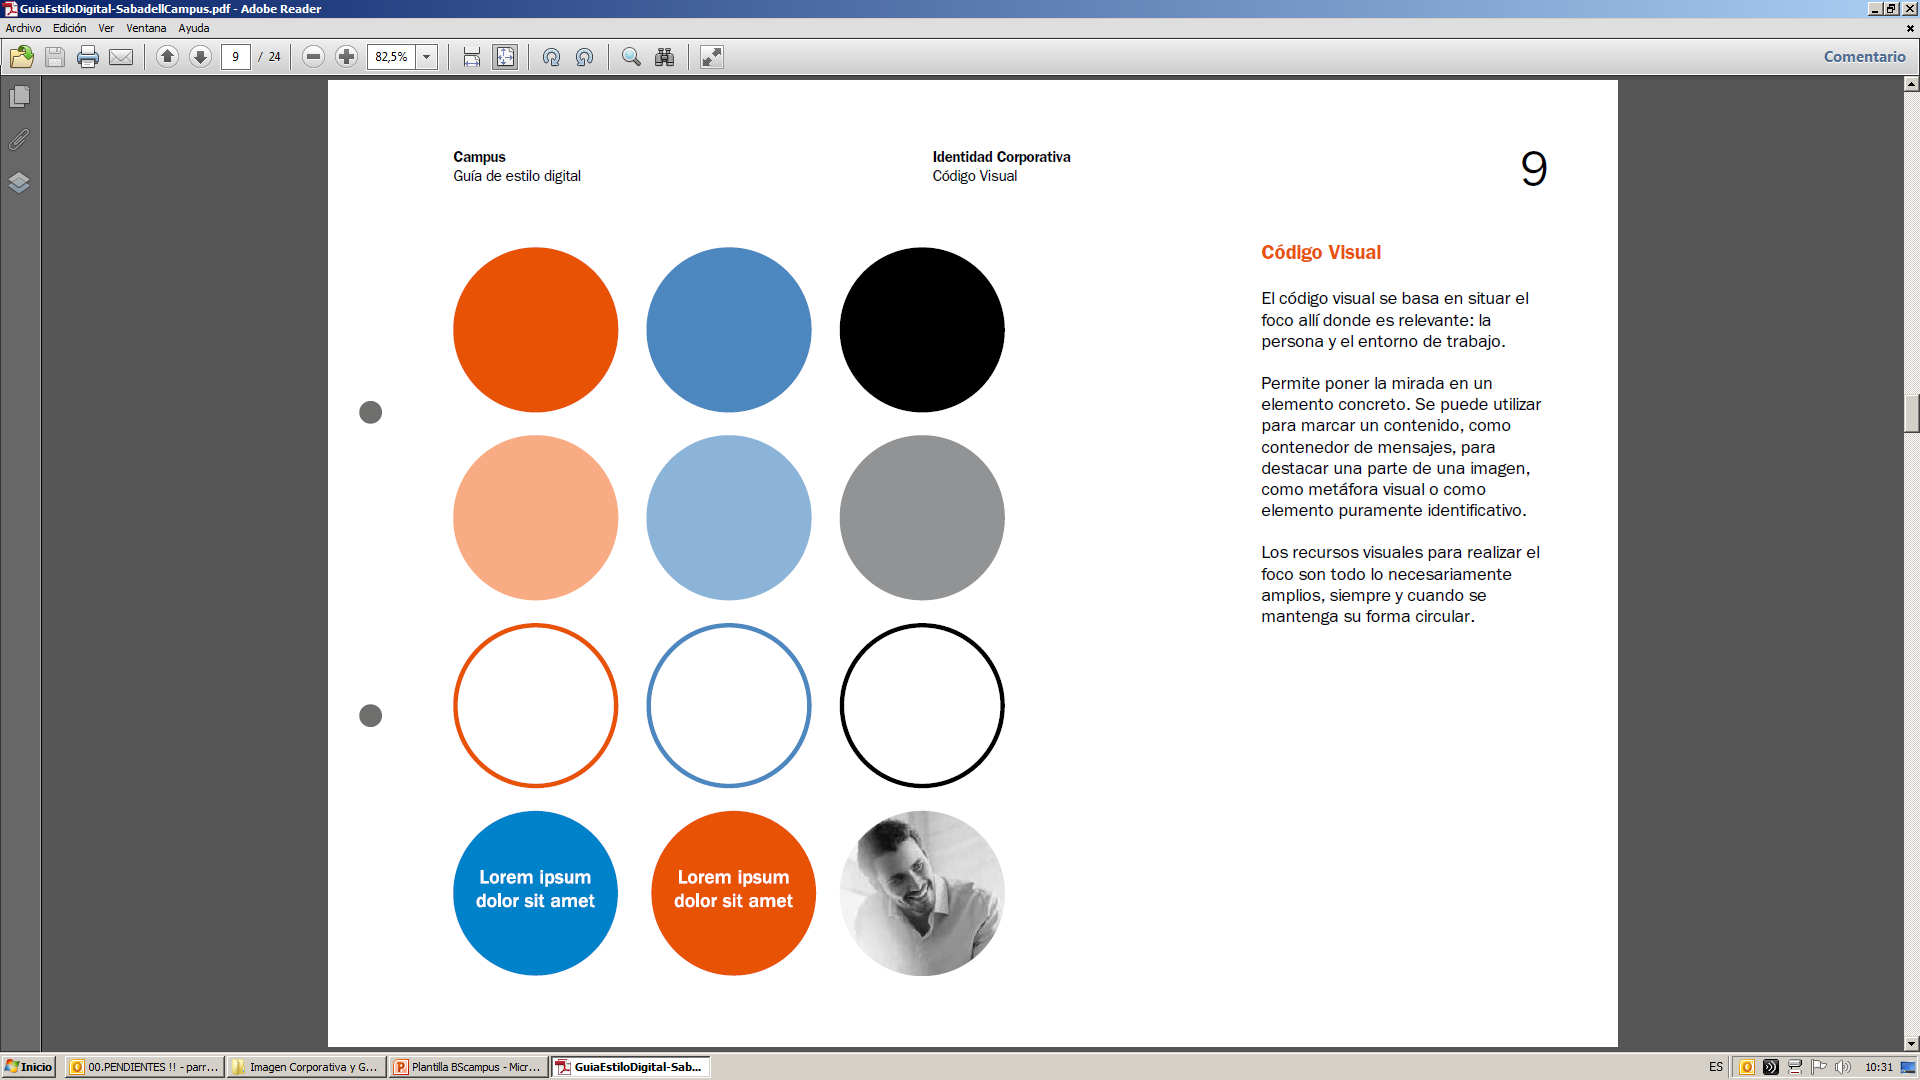 GuiaEstiloDigital-SabadellCampus.pdf - Adobe Reader
Archivo Edición Ver Ventana Ayuda
9 / 24 82,5% Comentario
Campus
Guía de estilo digital
Identidad Corporativa
Código Visual
9
Código Visual
El código visual se basa en situar el
foco allí donde es relevante: la
persona y el entorno de trabajo.
Permite poner la mirada en un
elemento concreto. Se puede utilizar
para marcar un contenido, como
contenedor de mensajes, para
destacar una parte de una imagen,
como metáfora visual o como
elemento puramente identificativo.
Los recursos visuales para realizar el
foco son todo lo necesariamente
amplios, siempre y cuando se
mantenga su forma circular.
Lorem ipsum
dolor sit amet
Lorem ipsum
dolor sit amet
Inicio 00.PENDIENTES !! - parr... Imagen Corporativa y G... Plantilla BScampus - Micr... GuiaEstiloDigital-Sab... ES 10:31